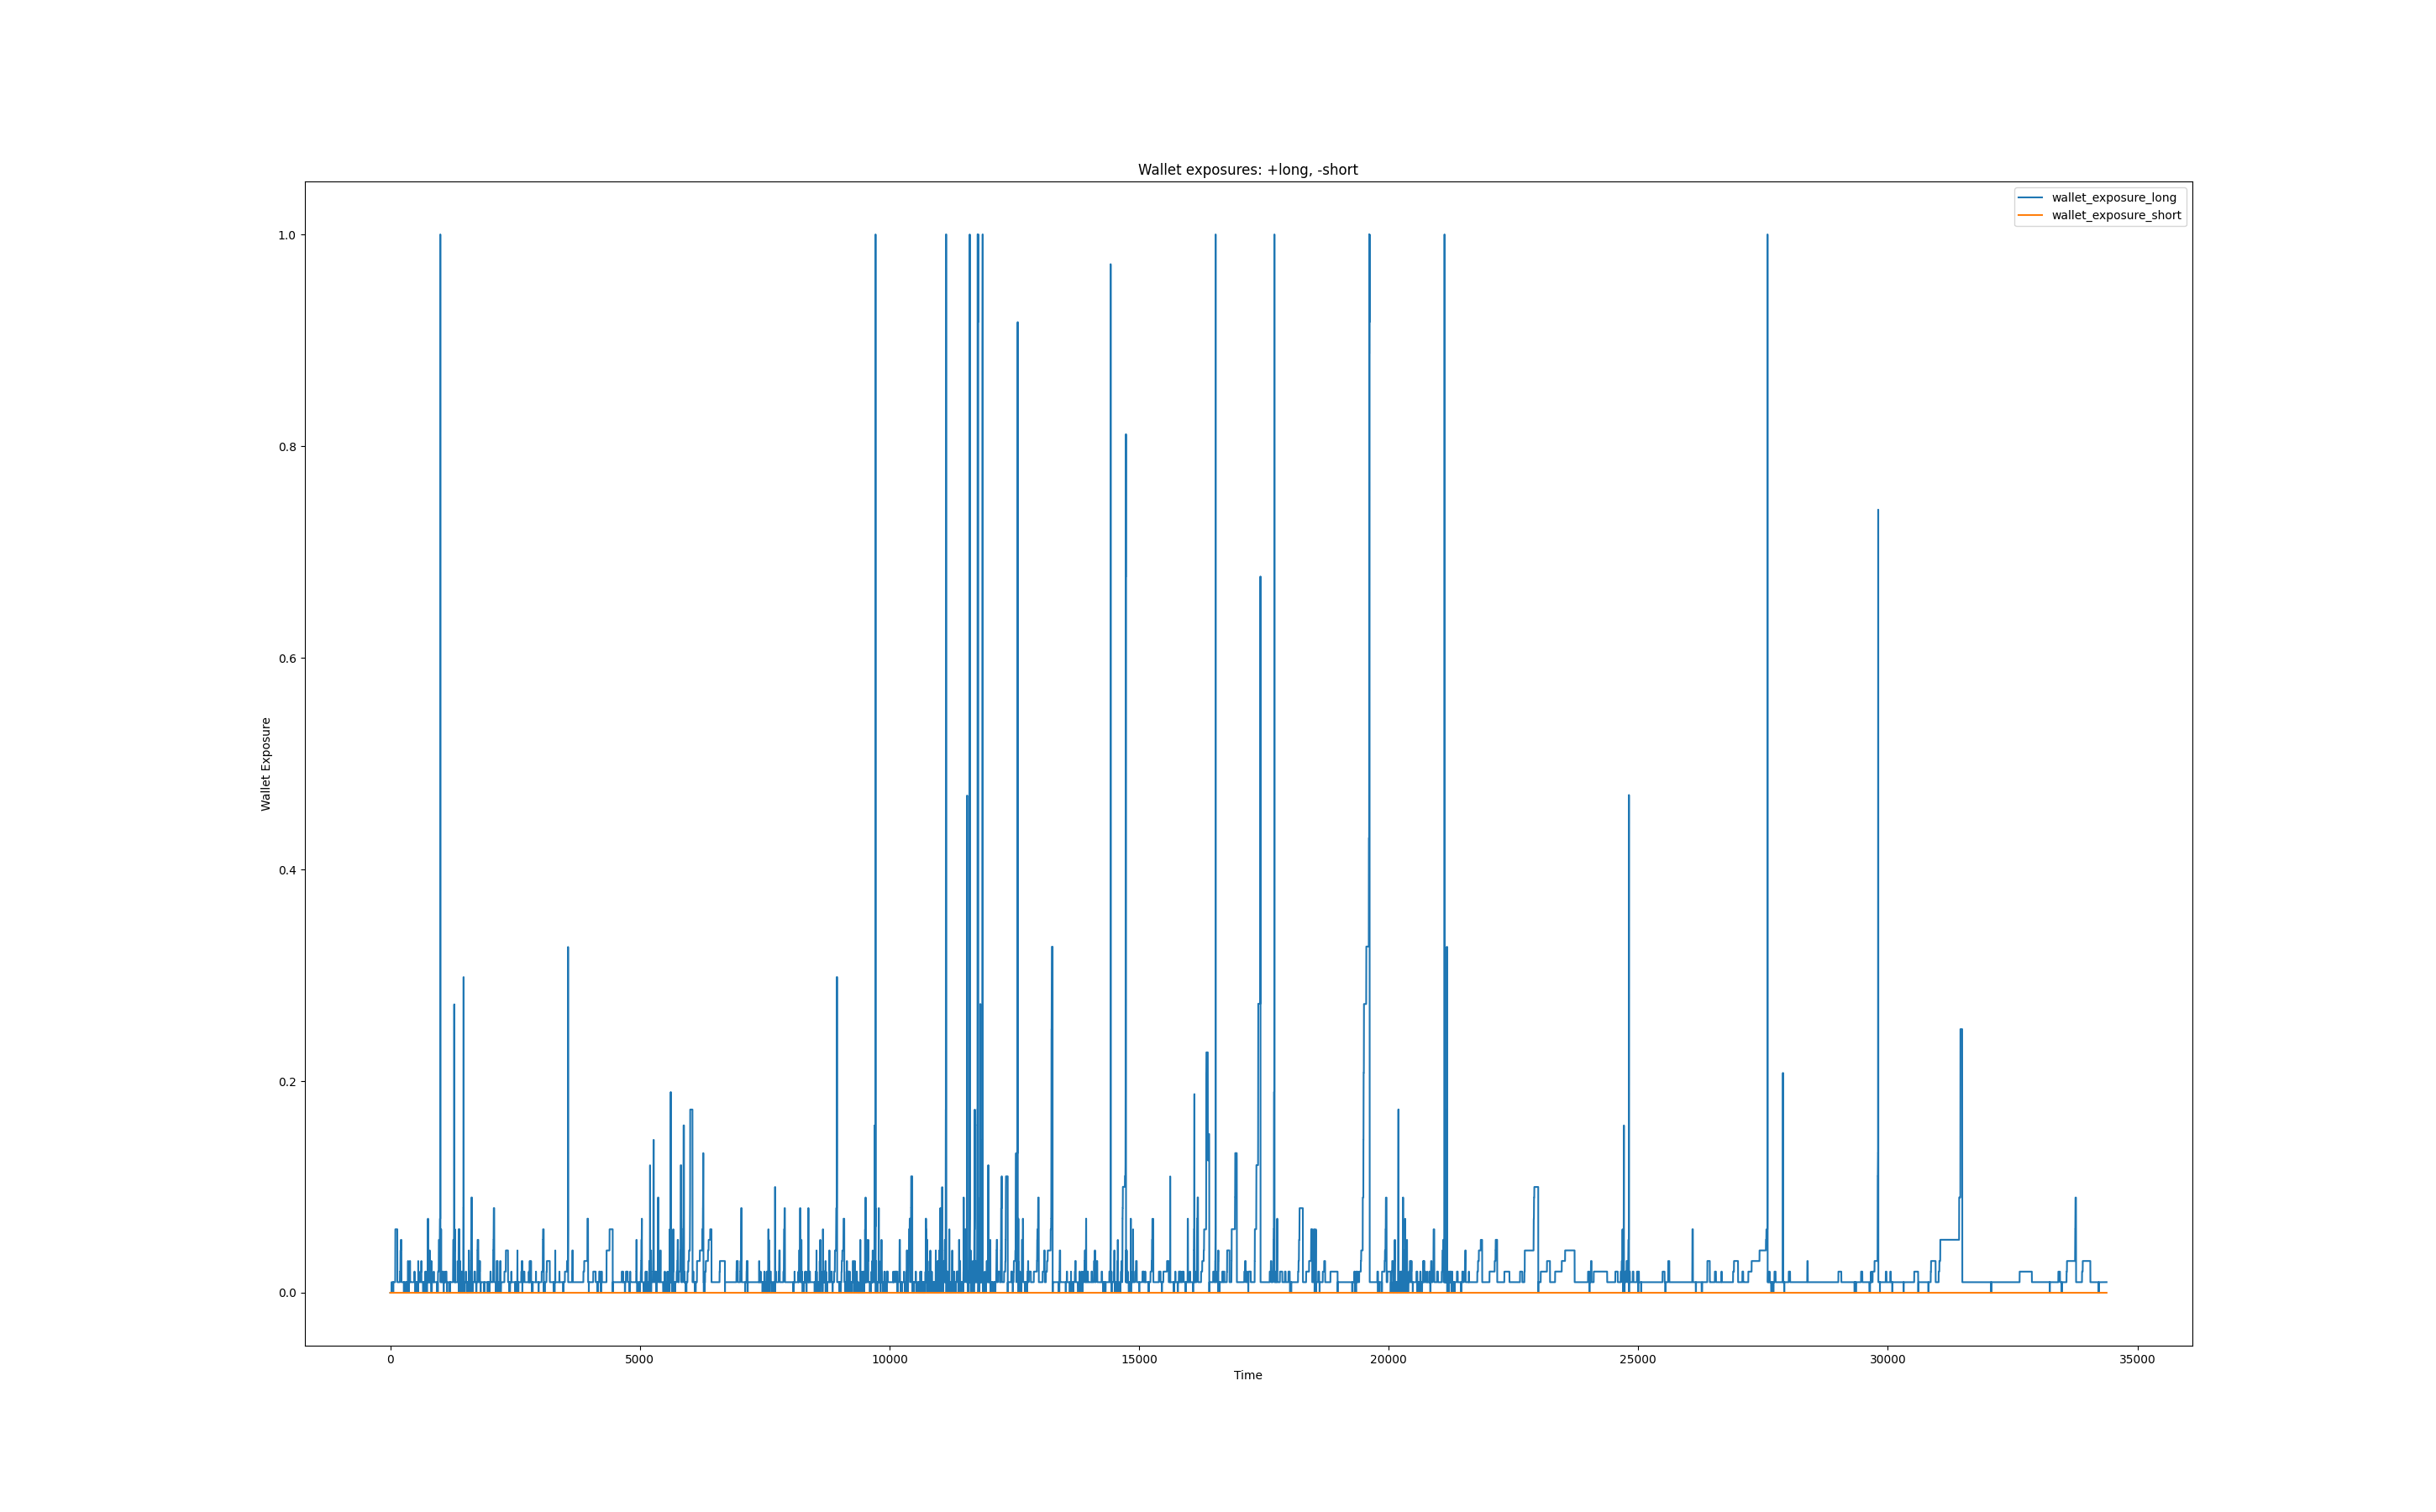 Wallet exposures: +long, -short
wallet_exposure_long
wallet_exposure_short
1.0
0.8
0.6
0.4
0.2
0.0
Wallet Exposure
0 5000 10000 15000 20000 25000 30000 35000
Time